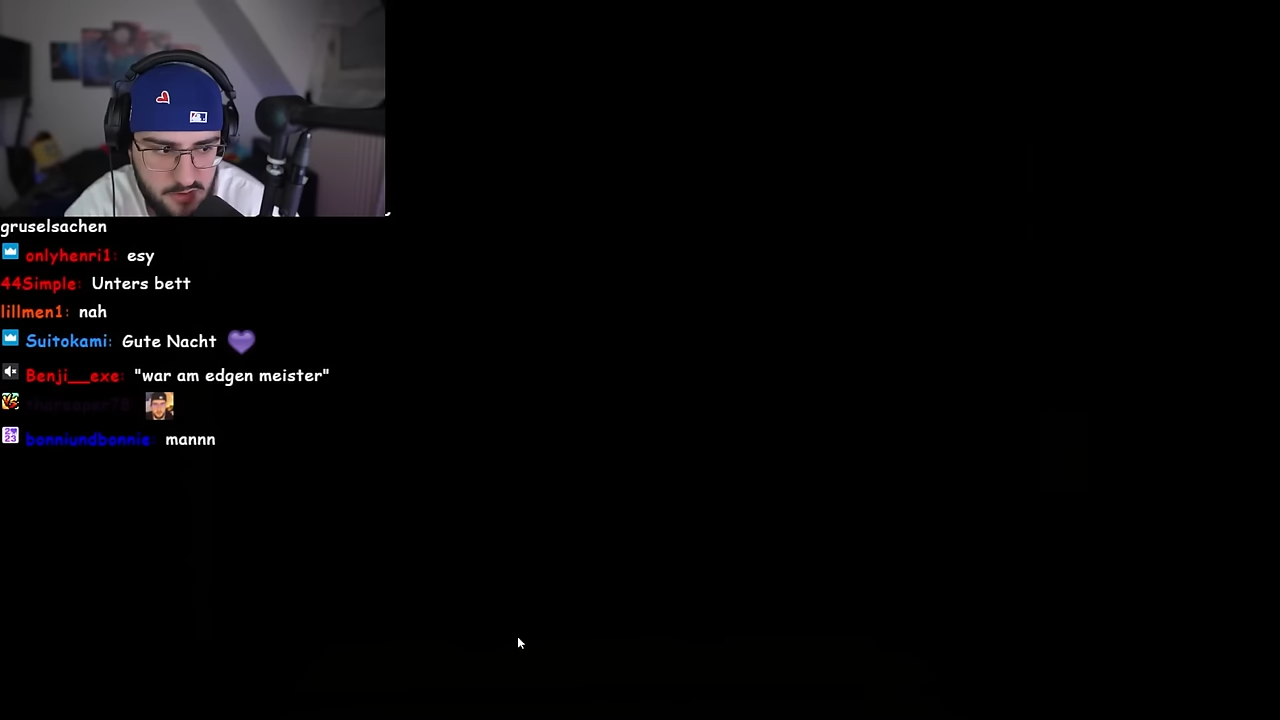 gruselsachen
onlyhenri1: esy
44Simple: Unters bett
lillmen1: nah
Suitokami: Gute Nacht
Benji__exe: "war am edgen meister"
bonniundbonnie mannn